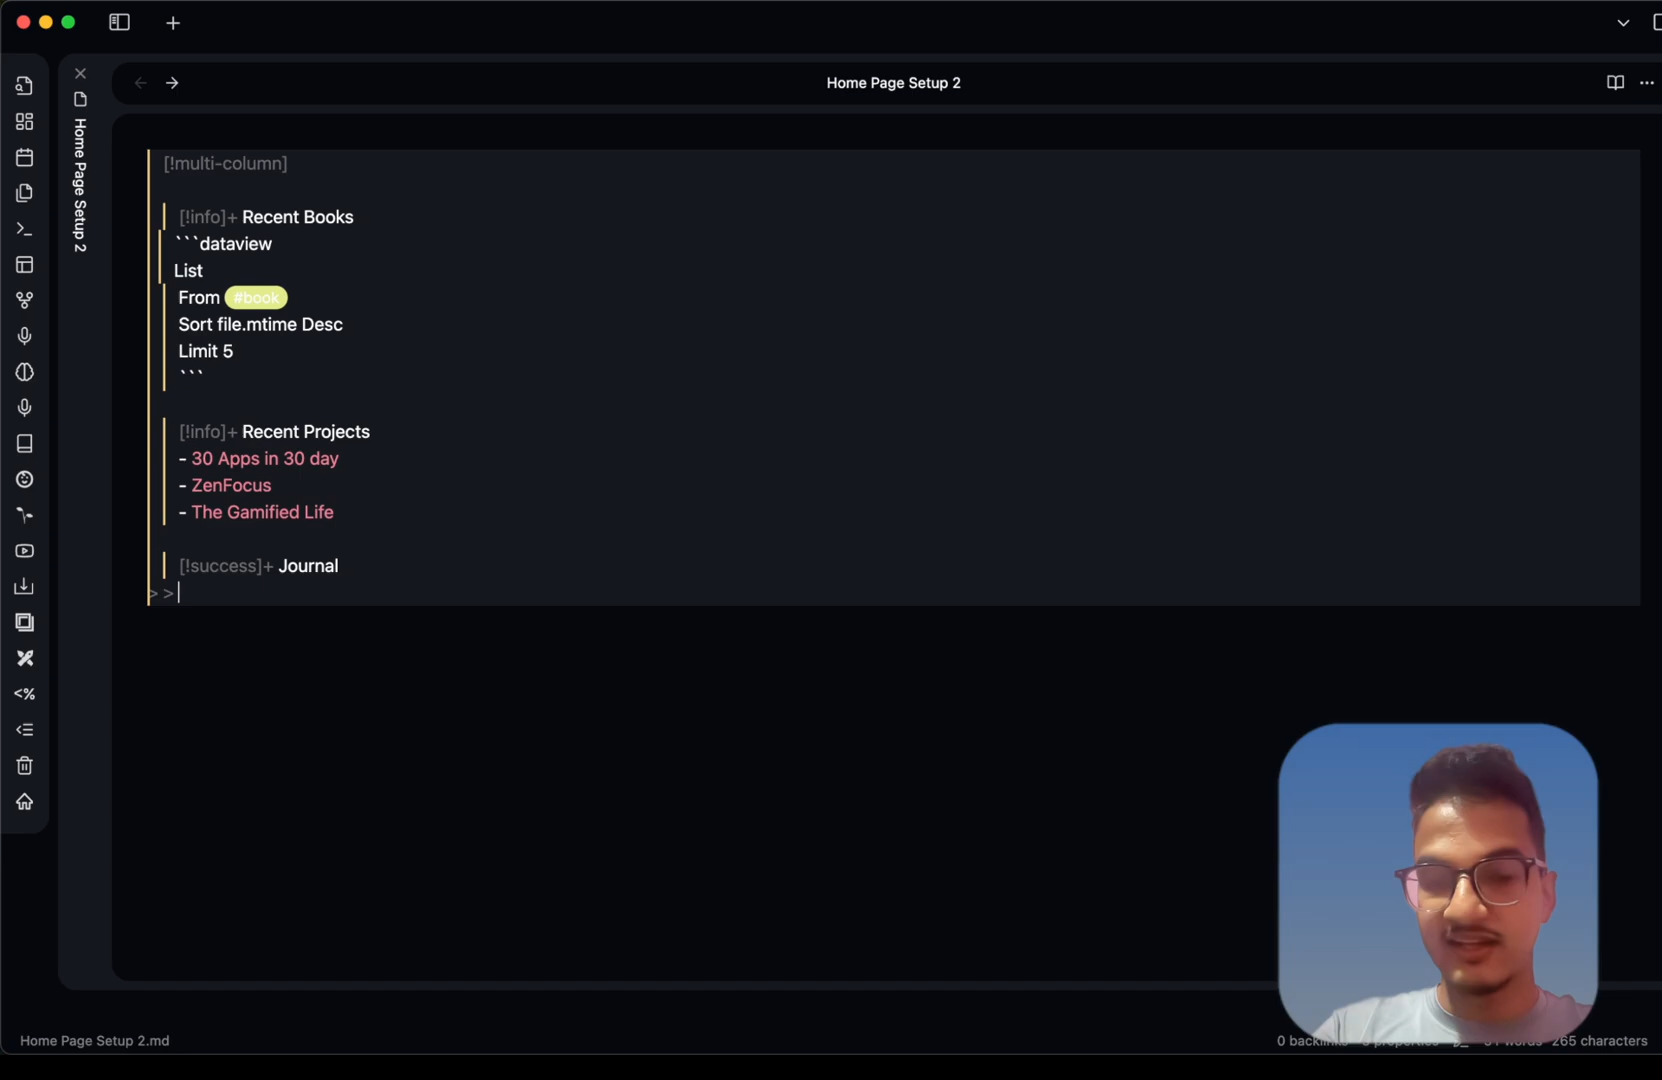 Home Page Setup 2
Home Page Setup 2
[!multi-column]
[!info]+ Recent Books
```dataview
List
From #book
Sort file.mtime Desc
Limit 5
```
[!info]+ Recent Projects
- 30 Apps in 30 day
- ZenFocus
- The Gamified Life
[!success]+ Journal
> >
<%
Home Page Setup 2.md
0 backlinks words 265 characters